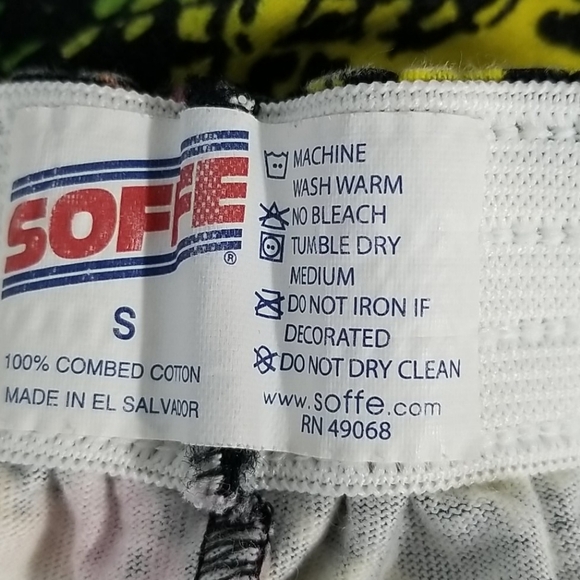 SOFFE
®
S
100% COMBED COTTON
MADE IN EL SALVADOR
MACHINE
WASH WARM
NO BLEACH
TUMBLE DRY
MEDIUM
DO NOT IRON IF
DECORATED
DO NOT DRY CLEAN
www.soffe.com
RN 49068